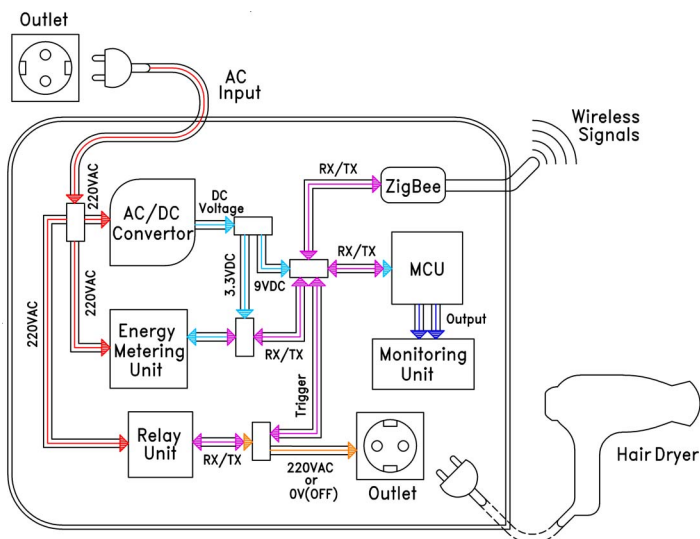 Outlet
AC
Input
Wireless
Signals
220VAC
AC/DC
Convertor
DC
Voltage
RX/TX
ZigBee
RX/TX
MCU
220VAC
220VAC
3.3VDC
9VDC
Energy
Metering
Unit
RX/TX
Output
Monitoring
Unit
Trigger
Relay
Unit
RX/TX
220VAC
or
0V(OFF)
Outlet
Hair Dryer